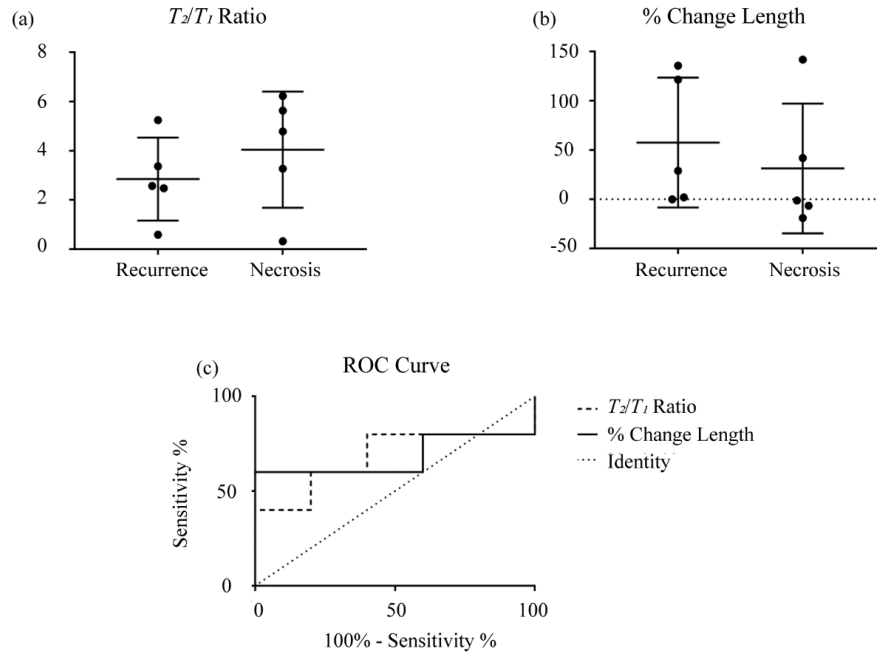 (a)
T₂/T₁ Ratio
8
6
4
2
0
Recurrence Necrosis
(b)
% Change Length
150
100
50
0
-50
Recurrence Necrosis
(c)
ROC Curve
Sensitivity %
100
50
0
0 50 100
100% - Sensitivity %
T₂/T₁ Ratio
% Change Length
Identity